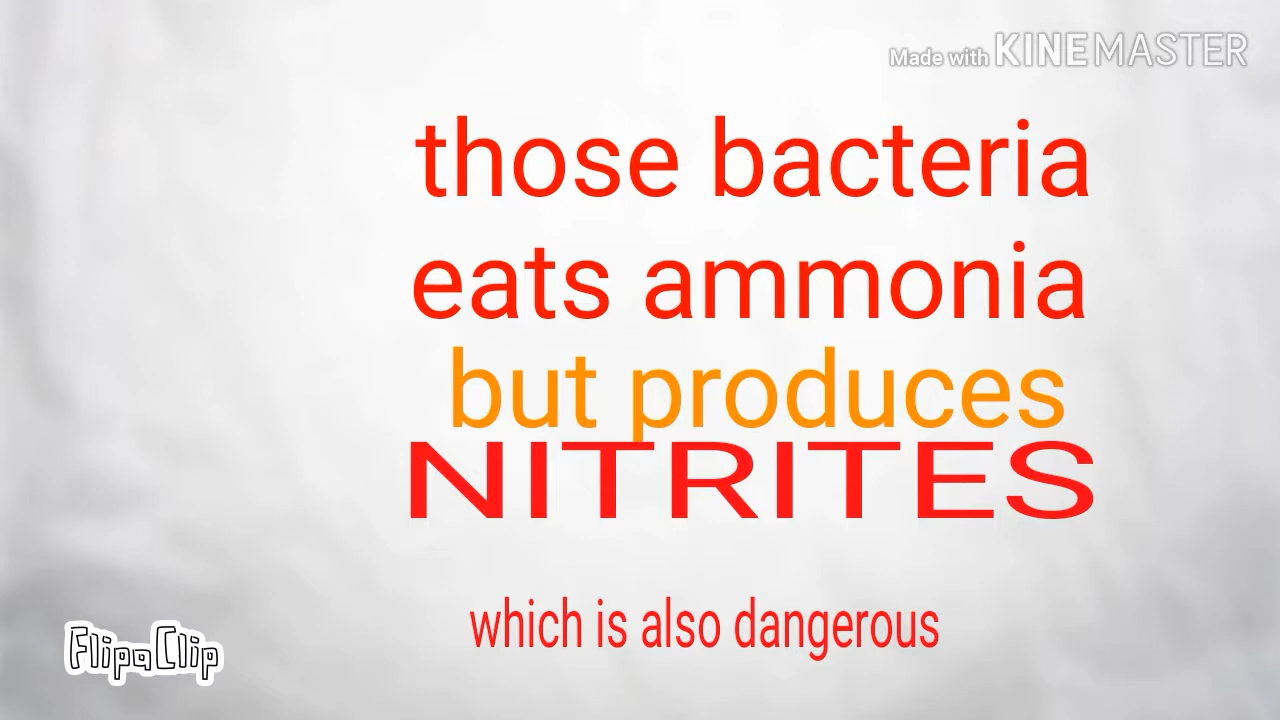 Made with KINEMASTER
those bacteria
eats ammonia
but produces
NITRITES
which is also dangerous
FlipaClip